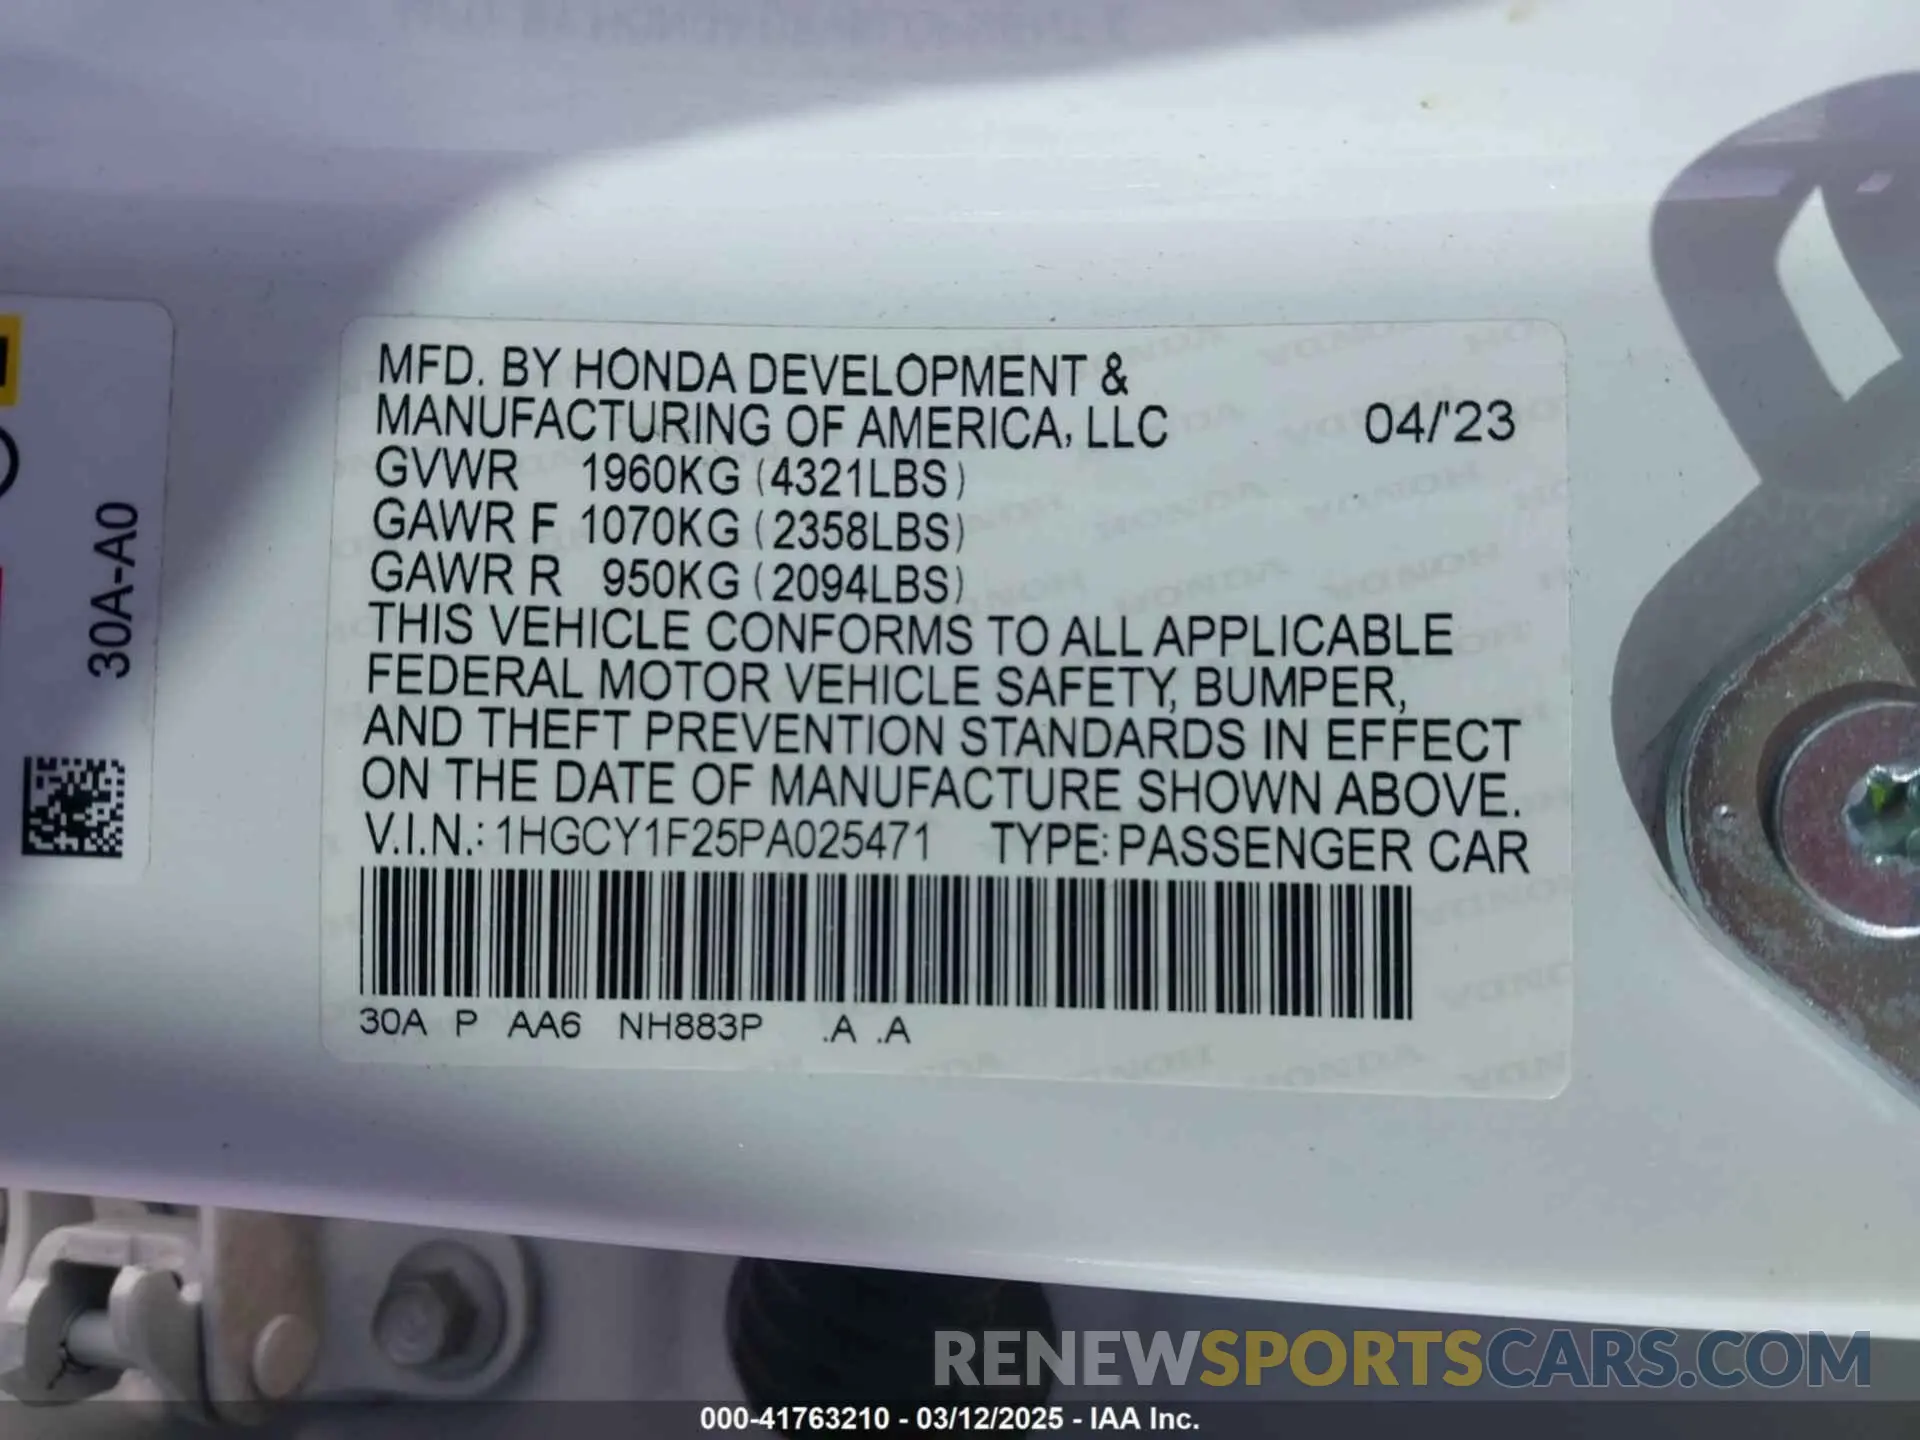 MFD. BY HONDA DEVELOPMENT &
MANUFACTURING OF AMERICA, LLC 04/'23
GVWR 1960KG (4321LBS)
GAWR F 1070KG (2358LBS)
GAWR R 950KG (2094LBS)
THIS VEHICLE CONFORMS TO ALL APPLICABLE
FEDERAL MOTOR VEHICLE SAFETY, BUMPER,
AND THEFT PREVENTION STANDARDS IN EFFECT
ON THE DATE OF MANUFACTURE SHOWN ABOVE.
V.I.N.: 1HGCY1F25PA025471 TYPE: PASSENGER CAR
30A P AA6 NH883P .A .A
30A-A0
RENEWSPORTSCARS.COM
000-41763210 - 03/12/2025 - IAA Inc.